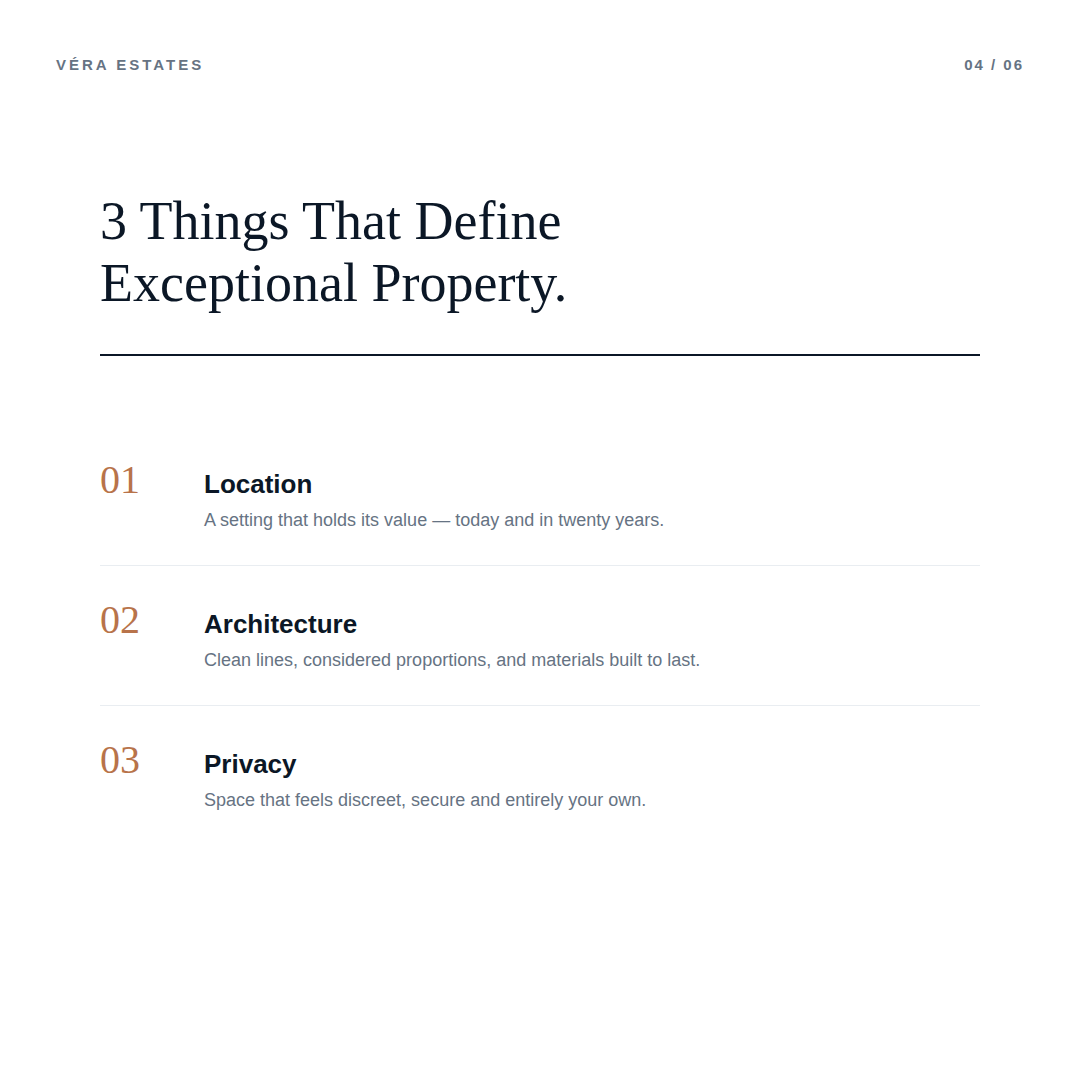 VÉRA ESTATES
04 / 06
3 Things That Define
Exceptional Property.
01
Location
A setting that holds its value — today and in twenty years.
02
Architecture
Clean lines, considered proportions, and materials built to last.
03
Privacy
Space that feels discreet, secure and entirely your own.